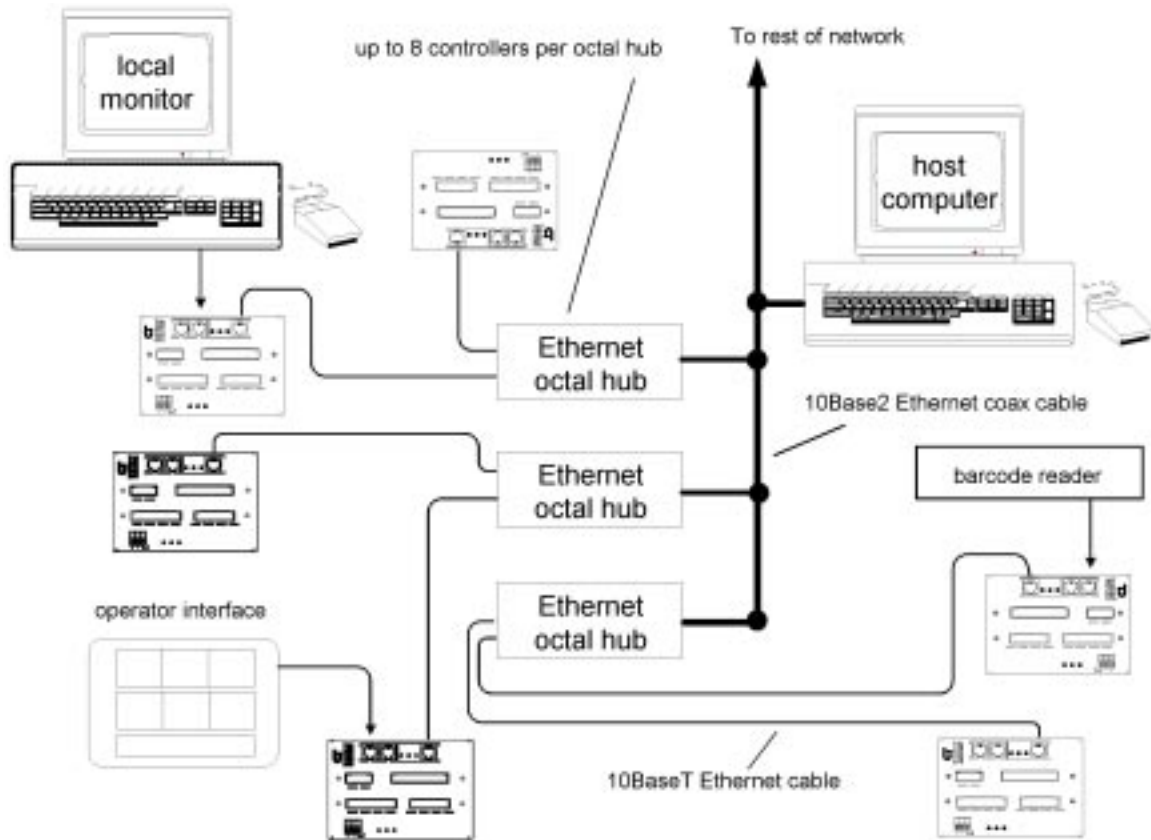 local
monitor
up to 8 controllers per octal hub
To rest of network
host
computer
Ethernet
octal hub
10Base2 Ethernet coax cable
Ethernet
octal hub
barcode reader
Ethernet
octal hub
operator interface
10BaseT Ethernet cable